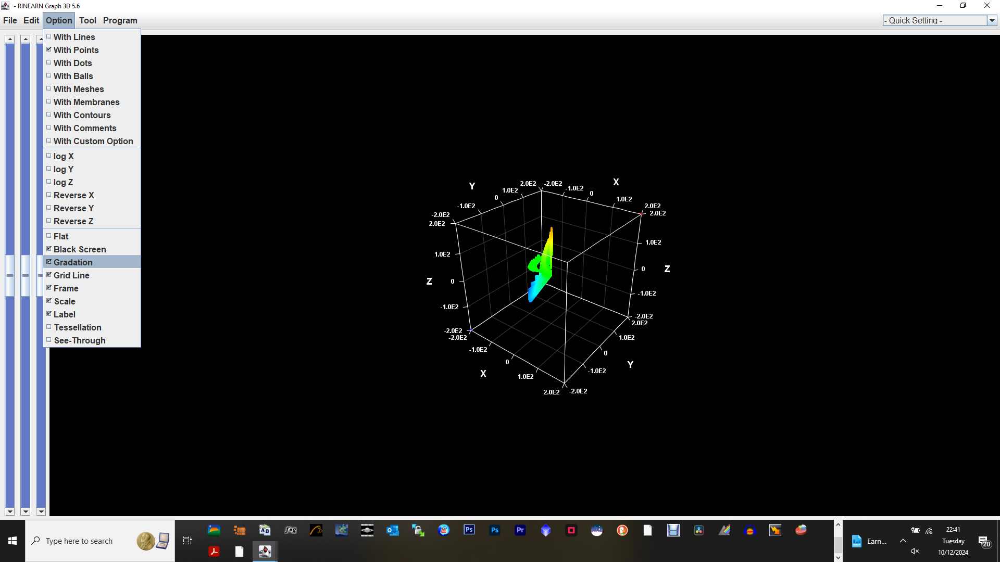 - RINEARN Graph 3D 5.6
File Edit Option Tool Program
- Quick Setting -
With Lines
With Points
With Dots
With Balls
With Meshes
With Membranes
With Contours
With Comments
With Custom Option
log X
log Y
log Z
Reverse X
Reverse Y
Reverse Z
Flat
Black Screen
Gradation
Grid Line
Frame
Scale
Label
Tessellation
See-Through
Y
X
2.0E2 -2.0E2
1.0E2 -1.0E2
0 0
-1.0E2 1.0E2
-2.0E2 2.0E2
2.0E2 2.0E2
1.0E2 1.0E2
Z 0 0 Z
-1.0E2 -1.0E2
-2.0E2 -2.0E2
-2.0E2 2.0E2
-1.0E2 1.0E2
0 0
X 1.0E2 -1.0E2 Y
2.0E2 -2.0E2
Type here to search
f•g
Ps
Ps
Pr
Earn...
22:41
Tuesday
10/12/2024
20